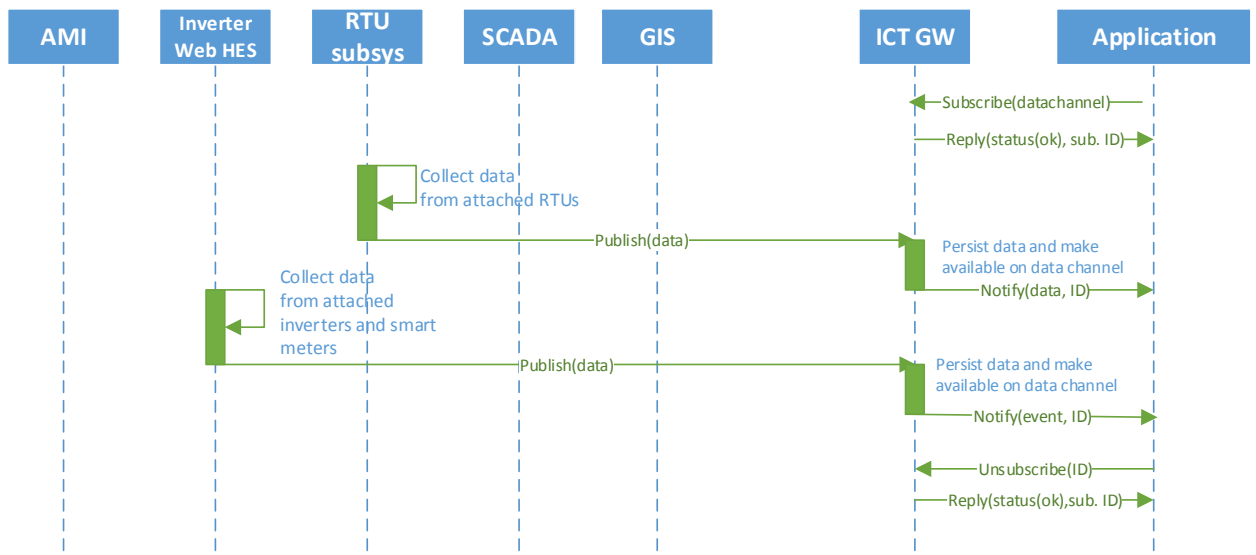 AMI
Inverter
Web HES
RTU
subsys
SCADA
GIS
ICT GW
Application
Subscribe(datachannel)
Reply(status(ok), sub. ID)
Collect data
from attached RTUs
Publish(data)
Persist data and make
available on data channel
Notify(data, ID)
Collect data
from attached
inverters and smart
meters
Publish(data)
Persist data and make
available on data channel
Notify(event, ID)
Unsubscribe(ID)
Reply(status(ok),sub. ID)